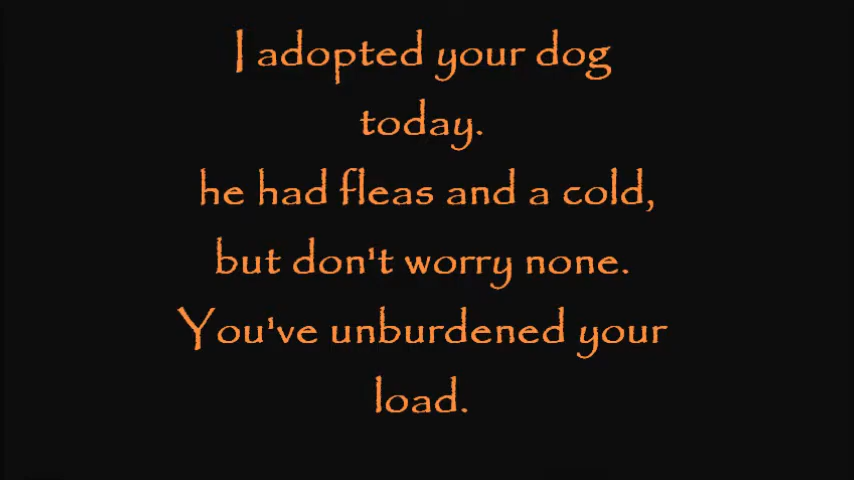 I adopted your dog
today.
he had fleas and a cold,
but don't worry none.
You've unburdened your
load.